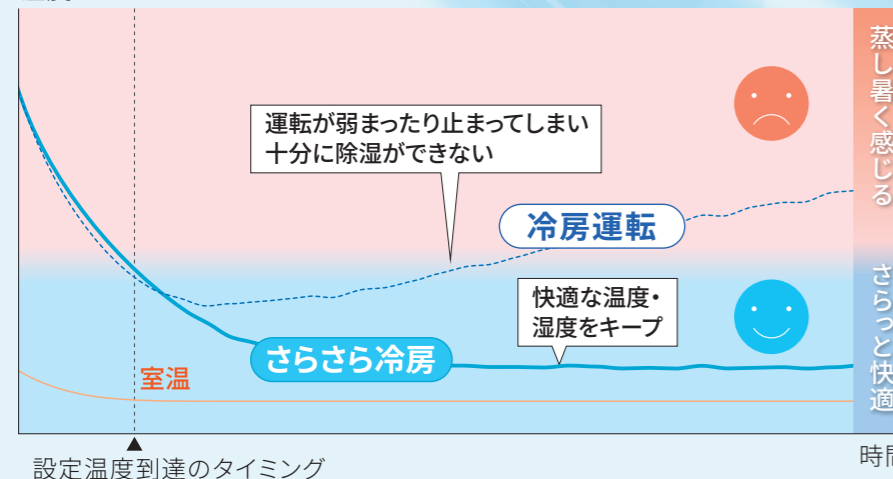 運転が弱まったり止まってしまい
十分に除湿ができない
冷房運転
快適な温度・
湿度をキープ
さらさら冷房
室温
蒸し暑く感じる
さらっと快適
設定温度到達のタイミング
時間